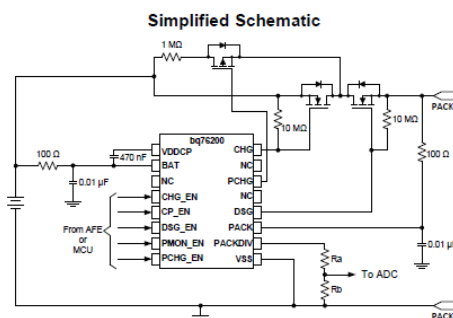 Simplified Schematic
1 MΩ
PACK
10 MΩ
10 MΩ
bq76200
100 Ω
VDDCP
CHG
470 nF
BAT
NC
100 Ω
NC
PCHG
0.01 µF
CHG_EN
NC
CP_EN
DSG
From AFE
or
MCU
DSG_EN
PACK
PMON_EN
PACKDIV
0.01 µF
PCHG_EN
VSS
Ra
To ADC
Rb
PACK